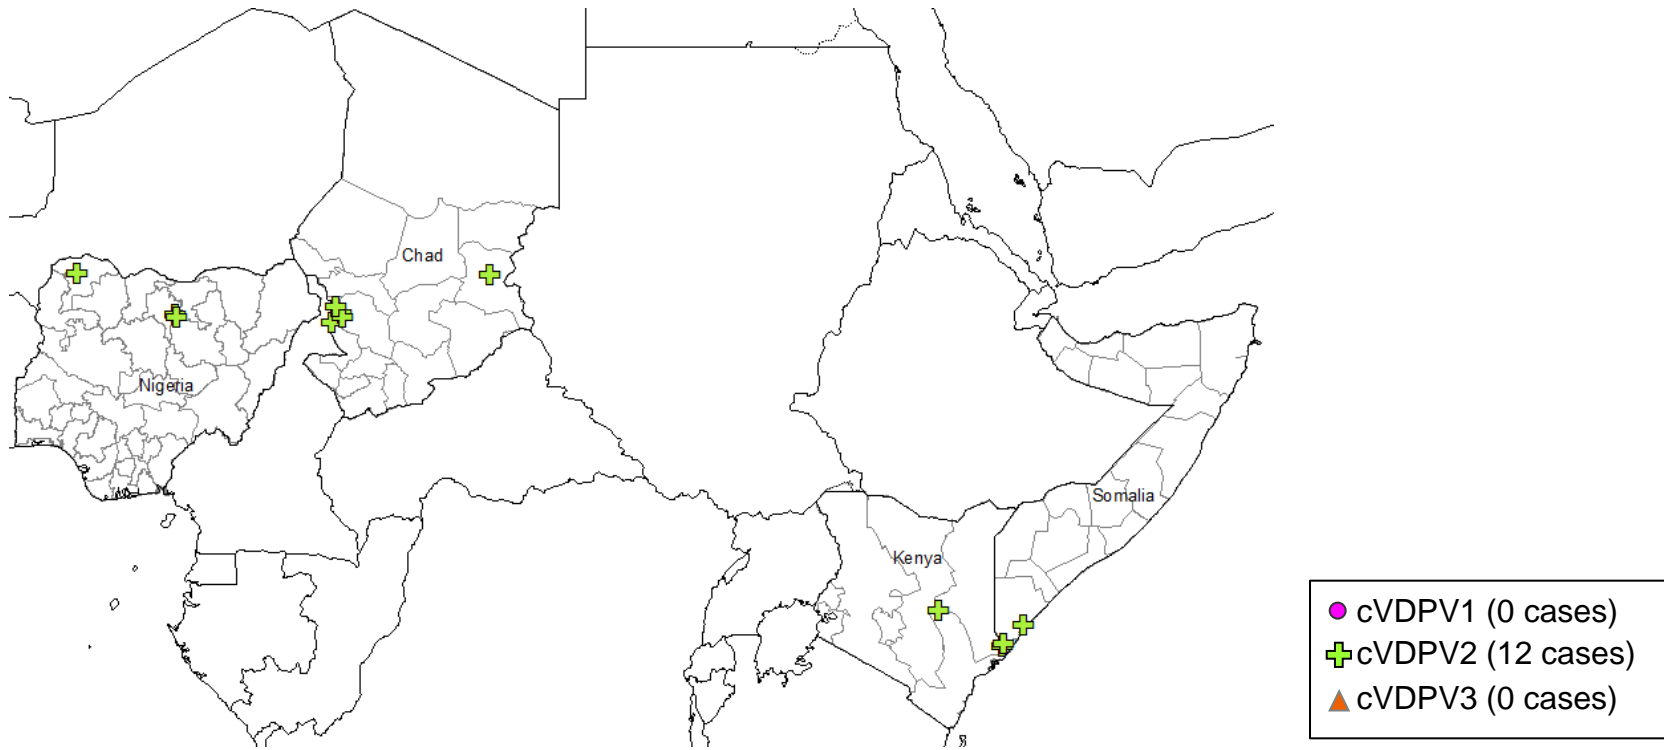 Chad
Nigeria
Somalia
Kenya
cVDPV1 (0 cases)
cVDPV2 (12 cases)
cVDPV3 (0 cases)